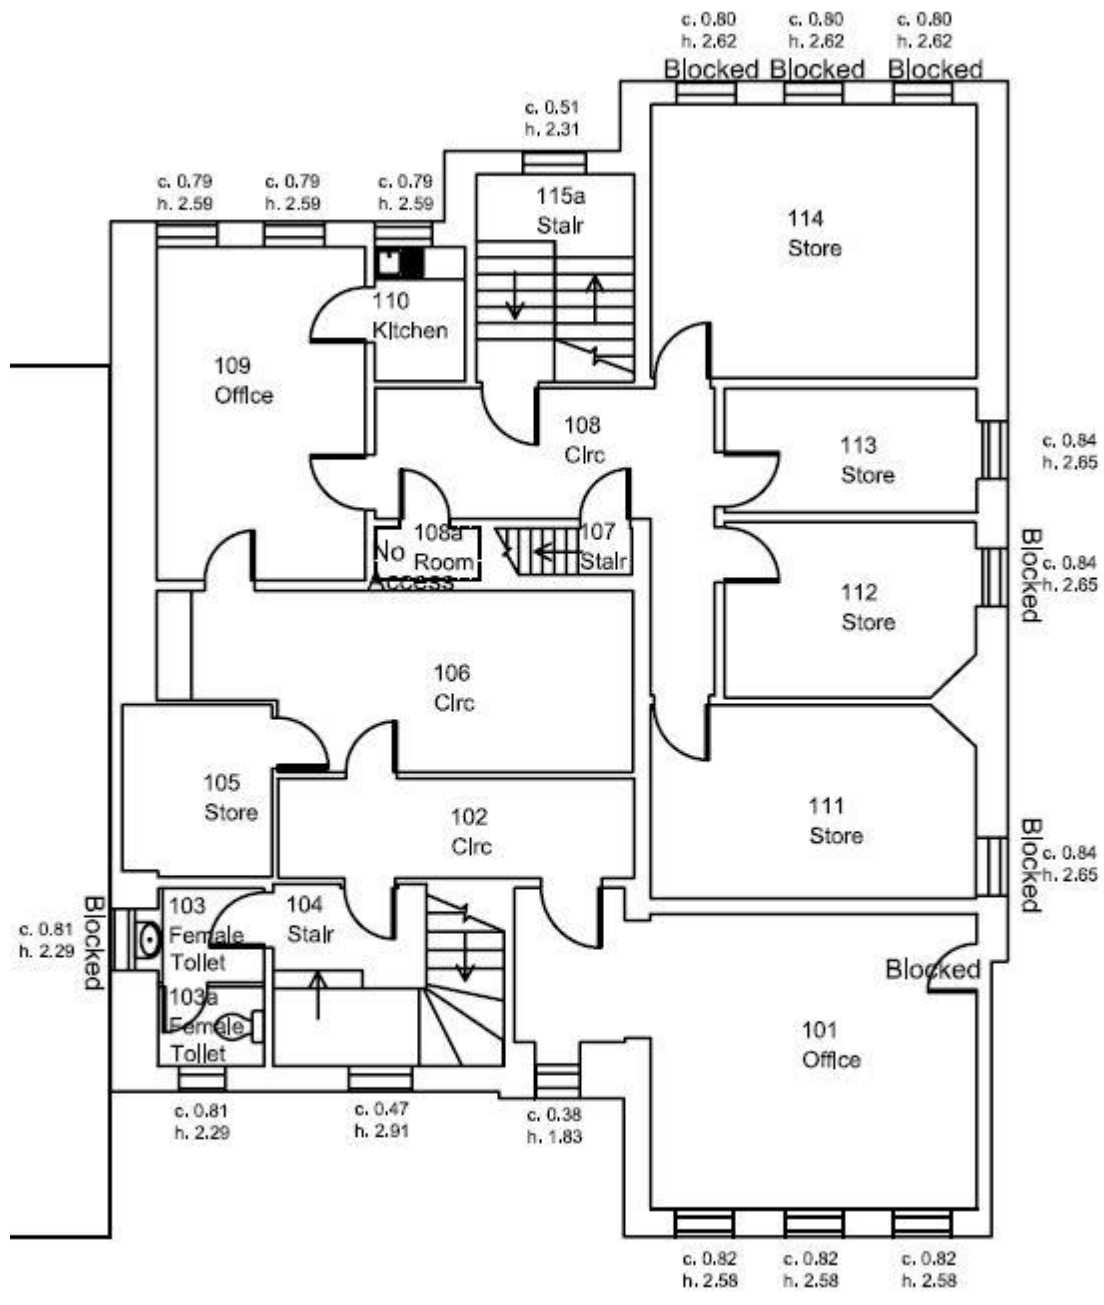 c. 0.80
h. 2.62
Blocked
c. 0.80
h. 2.62
Blocked
c. 0.80
h. 2.62
Blocked
c. 0.51
h. 2.31
c. 0.79
h. 2.59
c. 0.79
h. 2.59
c. 0.79
h. 2.59
115a
Stair
114
Store
110
Kitchen
109
Office
108
Circ
113
Store
c. 0.84
h. 2.65
108a
Room
No
Access
107
Stair
112
Store
Blocked
c. 0.84
h. 2.65
106
Circ
105
Store
102
Circ
111
Store
Blocked
c. 0.84
h. 2.65
Blocked
c. 0.81
h. 2.29
103
Female
Toilet
104
Stair
103a
Female
Toilet
Blocked
101
Office
c. 0.81
h. 2.29
c. 0.47
h. 2.91
c. 0.38
h. 1.83
c. 0.82
h. 2.58
c. 0.82
h. 2.58
c. 0.82
h. 2.58